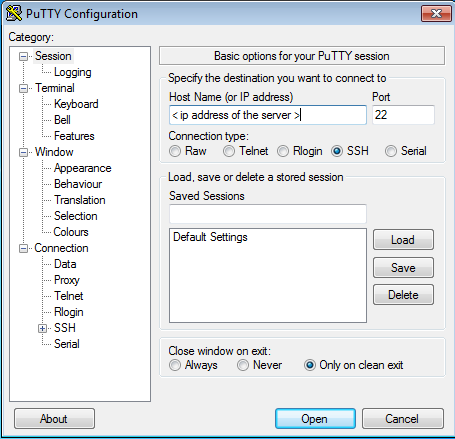 PuTTY Configuration
Category:
Session
Logging
Terminal
Keyboard
Bell
Features
Window
Appearance
Behaviour
Translation
Selection
Colours
Connection
Data
Proxy
Telnet
Rlogin
SSH
Serial
Basic options for your PuTTY session
Specify the destination you want to connect to
Host Name (or IP address) Port
< ip address of the server > 22
Connection type:
Raw Telnet Rlogin SSH Serial
Load, save or delete a stored session
Saved Sessions
Default Settings
Load
Save
Delete
Close window on exit:
Always Never Only on clean exit
About Open Cancel